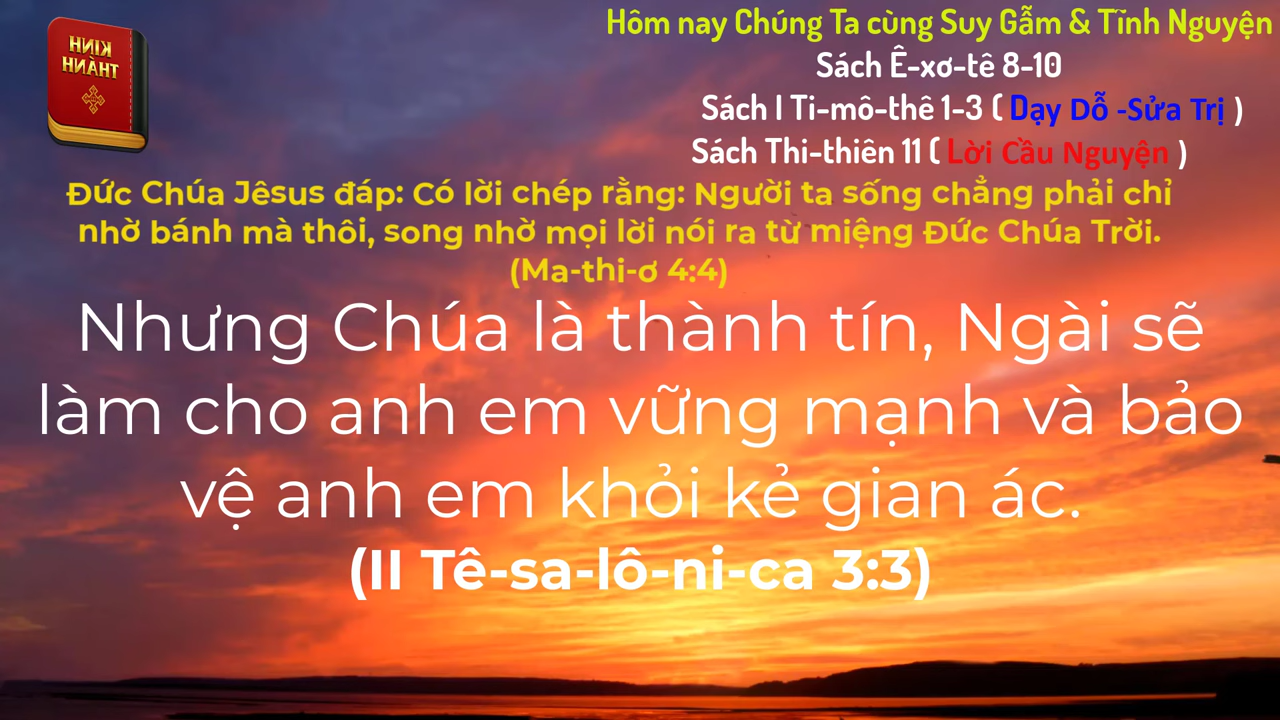 KINH
THÀNH
Hôm nay Chúng Ta cùng Suy Gẫm & Tĩnh Nguyện
Sách Ê-xơ-tê 8-10
Sách I Ti-mô-thê 1-3 ( Dạy Dỗ -Sửa Trị )
Sách Thi-thiên 11 ( Lời Cầu Nguyện )
Đức Chúa Jêsus đáp: Có lời chép rằng: Người ta sống chẳng phải chỉ
nhờ bánh mà thôi, song nhờ mọi lời nói ra từ miệng Đức Chúa Trời.
(Ma-thi-ơ 4:4)
Nhưng Chúa là thành tín, Ngài sẽ
làm cho anh em vững mạnh và bảo
vệ anh em khỏi kẻ gian ác.
(II Tê-sa-lô-ni-ca 3:3)